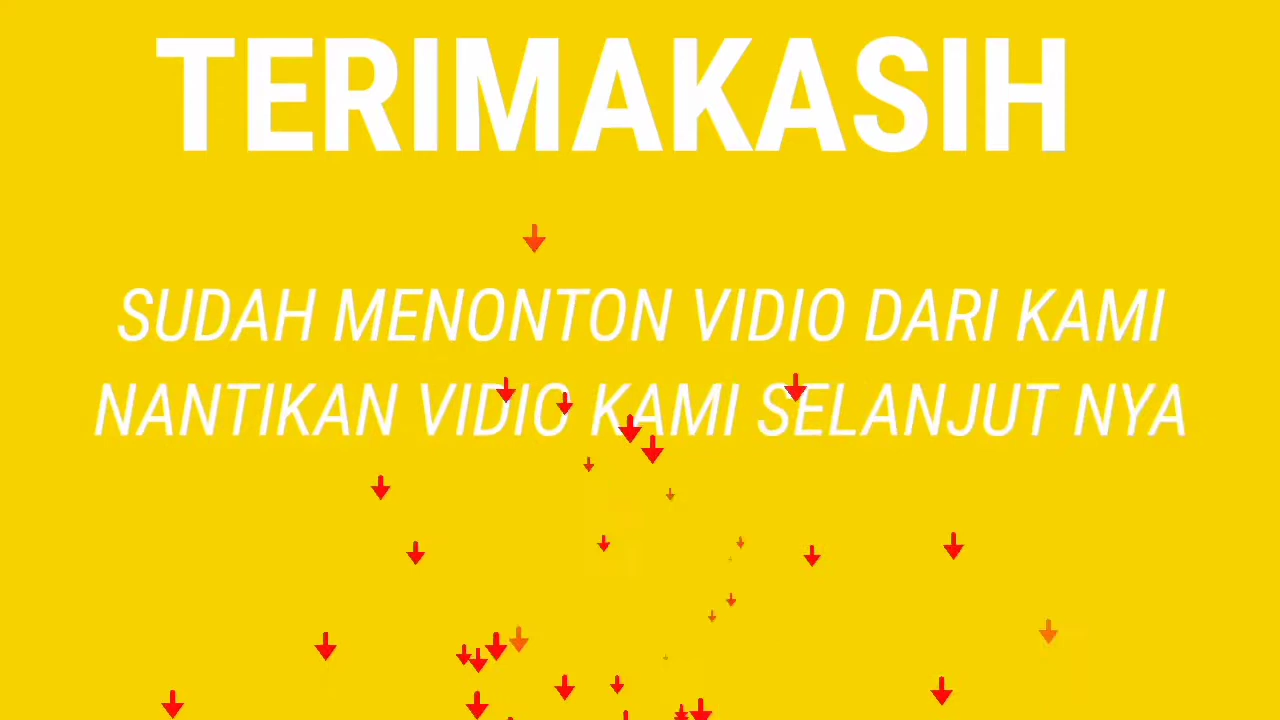 TERIMAKASIH
SUDAH MENONTON VIDIO DARI KAMI
NANTIKAN VIDIO KAMI SELANJUT NYA